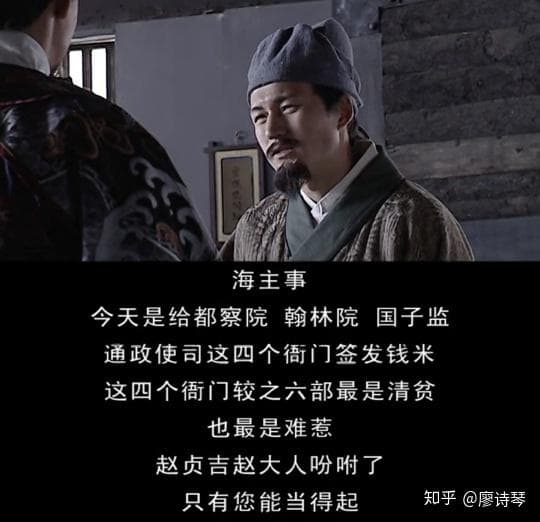 海主事
今天是给都察院 翰林院 国子监
通政使司这四个衙门签发钱米
这四个衙门较之六部最是清贫
也最是难惹
赵贞吉赵大人吩咐了
只有您能当得起
知乎 @廖诗琴